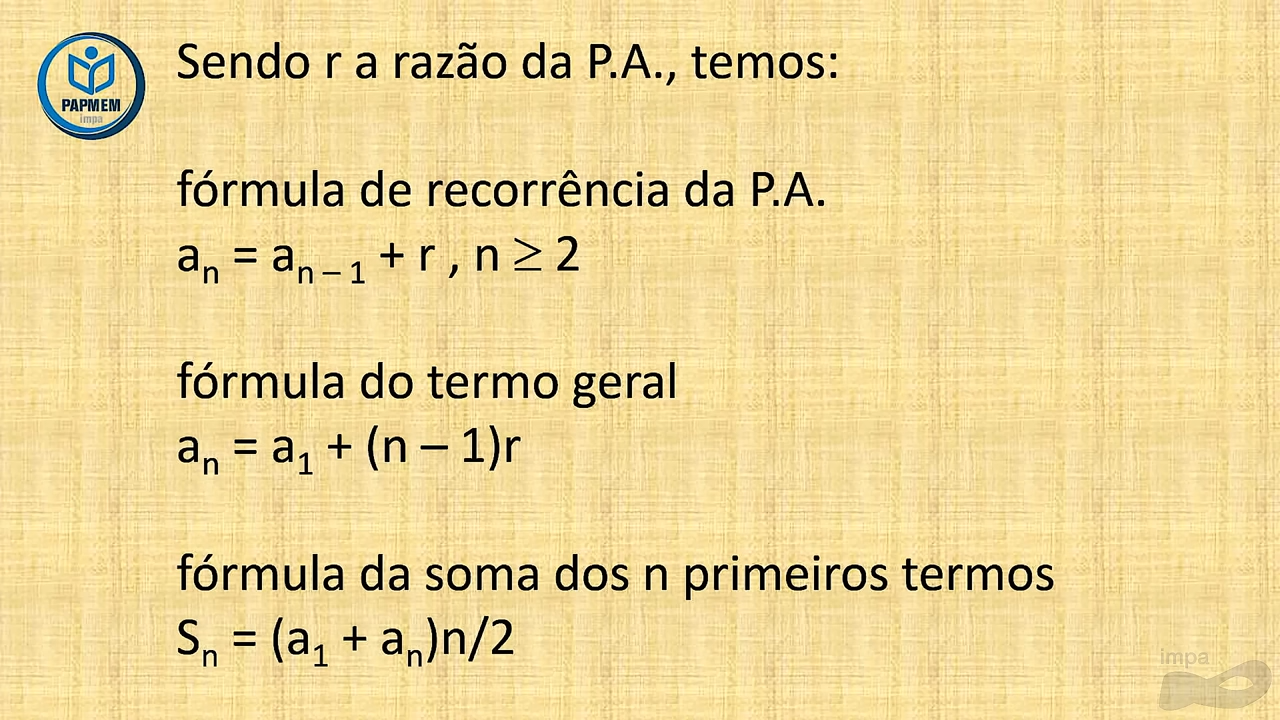 PAPMEM
impa
Sendo r a razão da P.A., temos:
fórmula de recorrência da P.A.
aₙ = aₙ₋₁ + r , n ≥ 2
fórmula do termo geral
aₙ = a₁ + (n – 1)r
fórmula da soma dos n primeiros termos
Sₙ = (a₁ + aₙ)n/2
impa